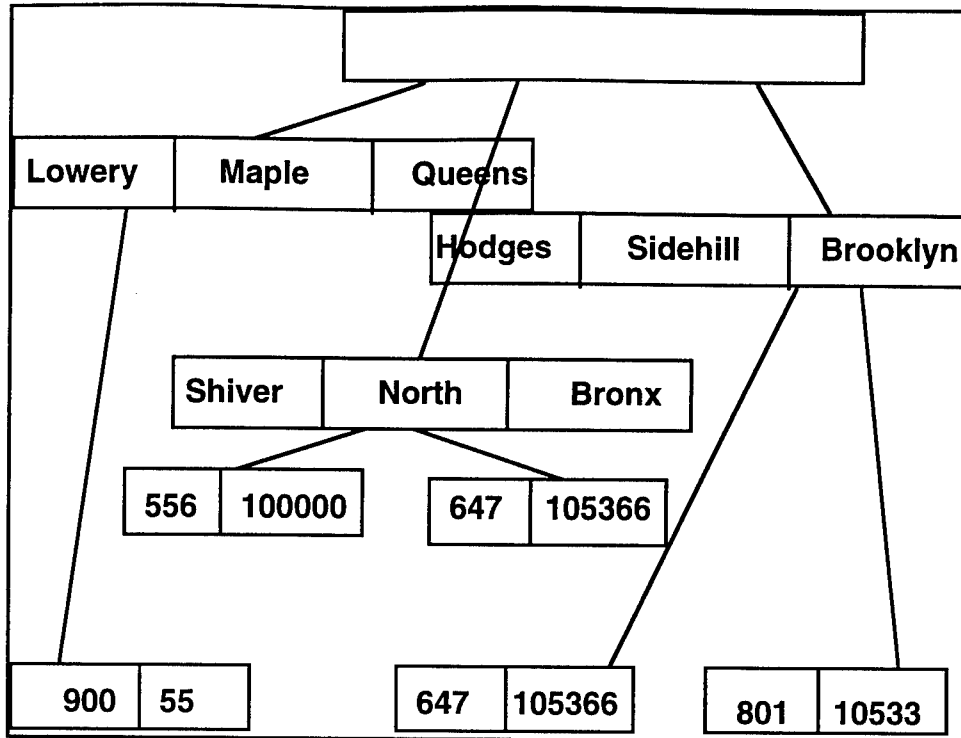 Lowery Maple Queens
Hodges Sidehill Brooklyn
Shiver North Bronx
556 100000 647 105366
900 55 647 105366 801 10533